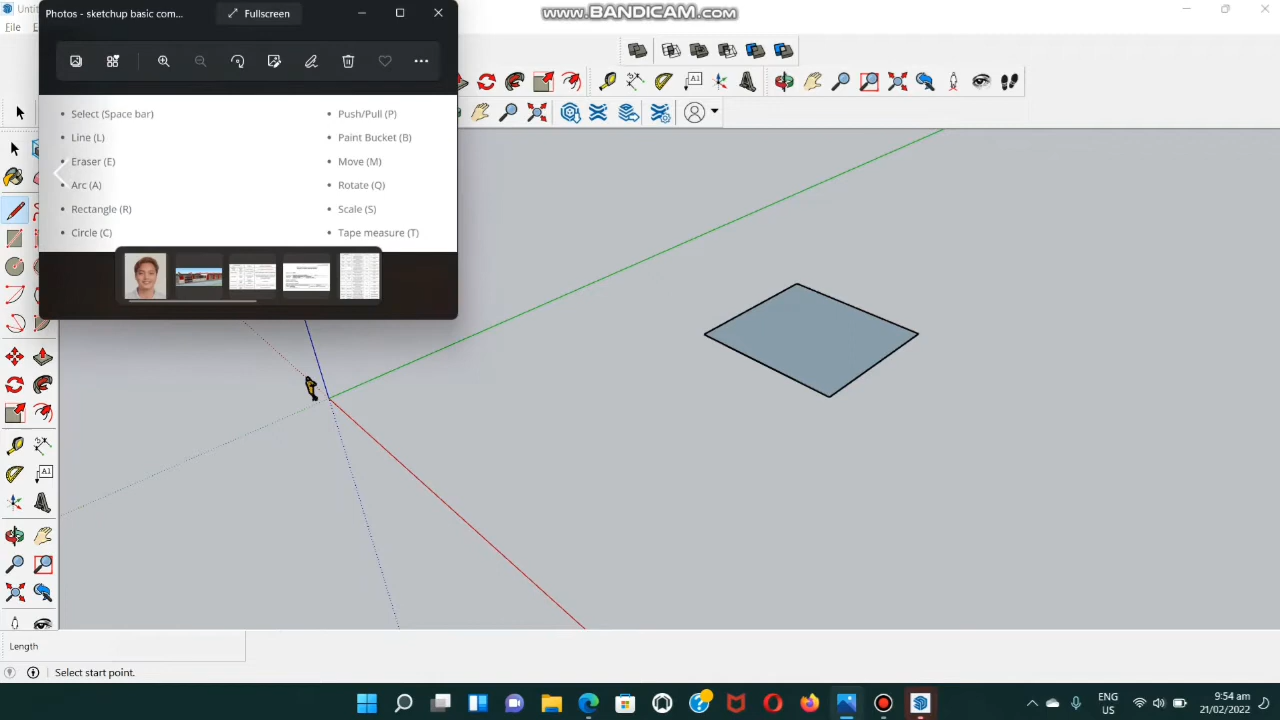 Photos - sketchup basic com...
Fullscreen
www.BANDICAM.com
File
Select (Space bar)
Line (L)
Eraser (E)
Arc (A)
Rectangle (R)
Circle (C)
Push/Pull (P)
Paint Bucket (B)
Move (M)
Rotate (Q)
Scale (S)
Tape measure (T)
A1
A1
Length
Select start point.
ENG
US
9:54 am
21/02/2022